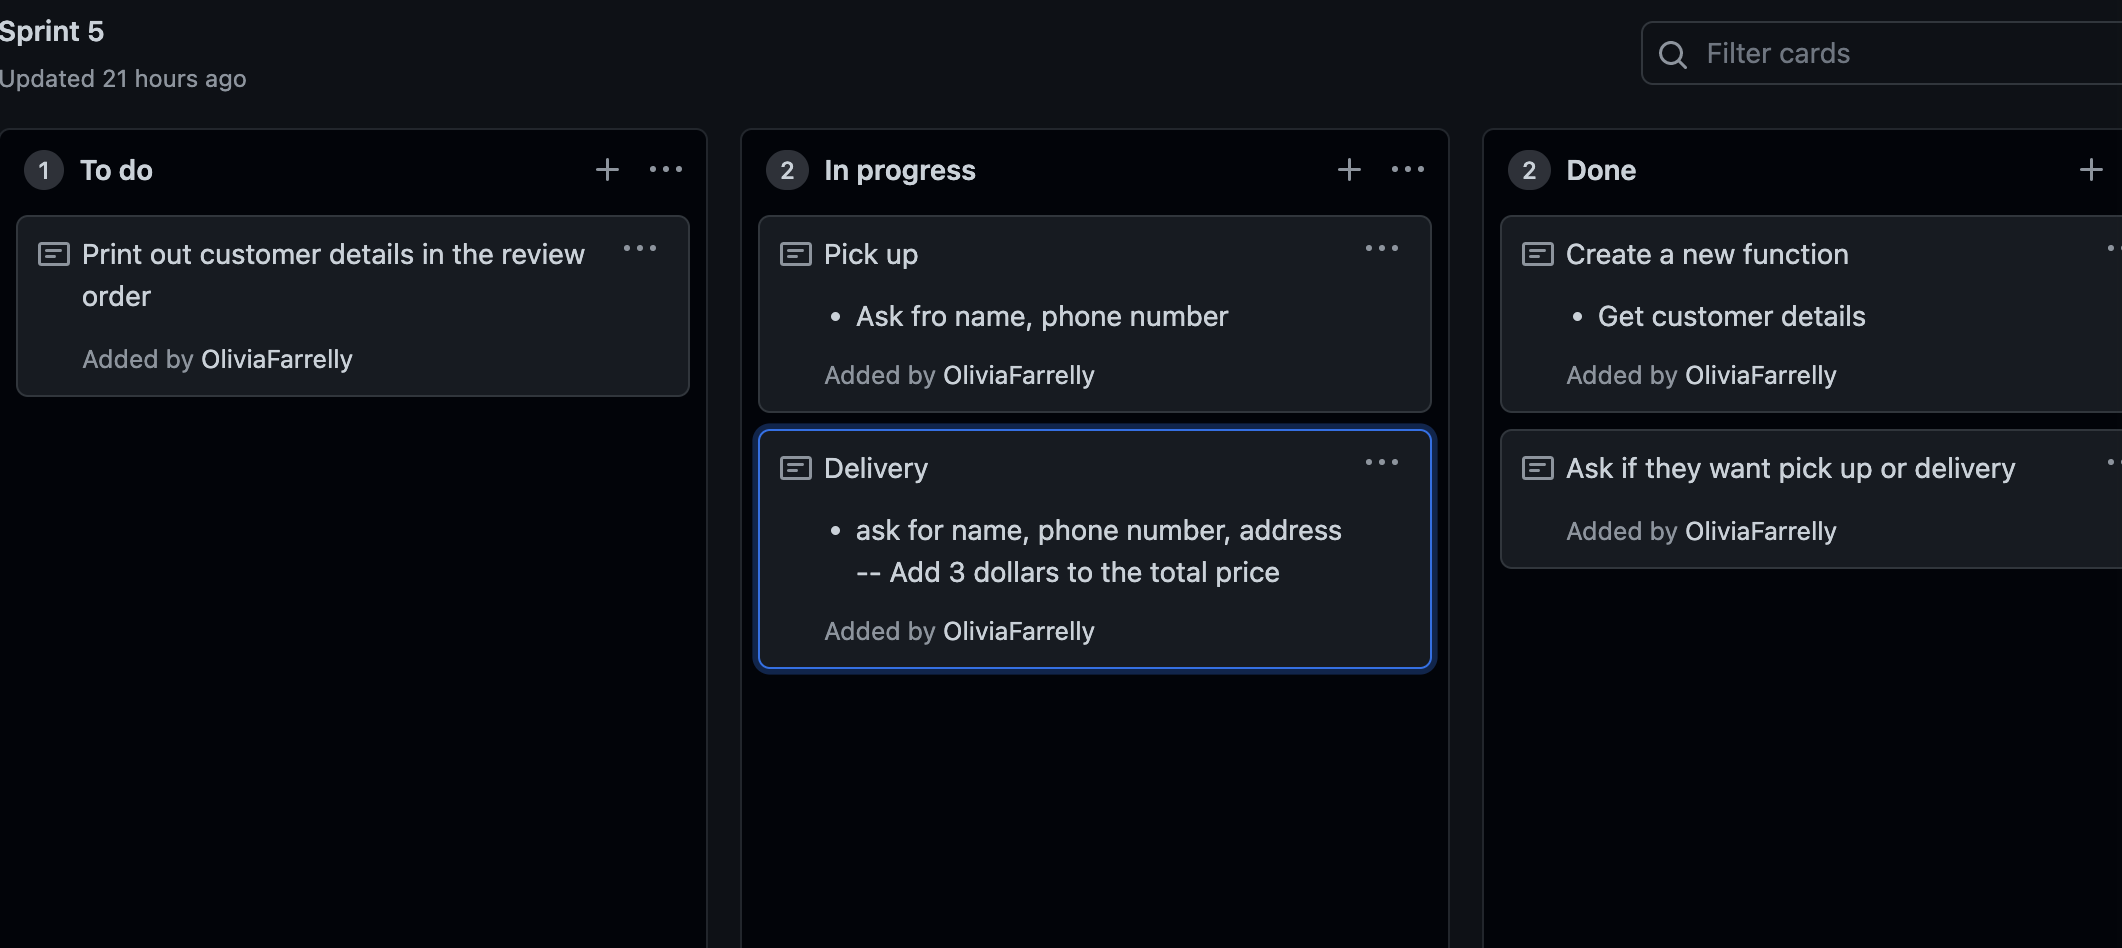 Sprint 5
Updated 21 hours ago
Filter cards
1 To do
Print out customer details in the review
order
Added by OliviaFarrelly
2 In progress
Pick up
• Ask fro name, phone number
Added by OliviaFarrelly
Delivery
• ask for name, phone number, address
-- Add 3 dollars to the total price
Added by OliviaFarrelly
2 Done
Create a new function
• Get customer details
Added by OliviaFarrelly
Ask if they want pick up or delivery
Added by OliviaFarrelly